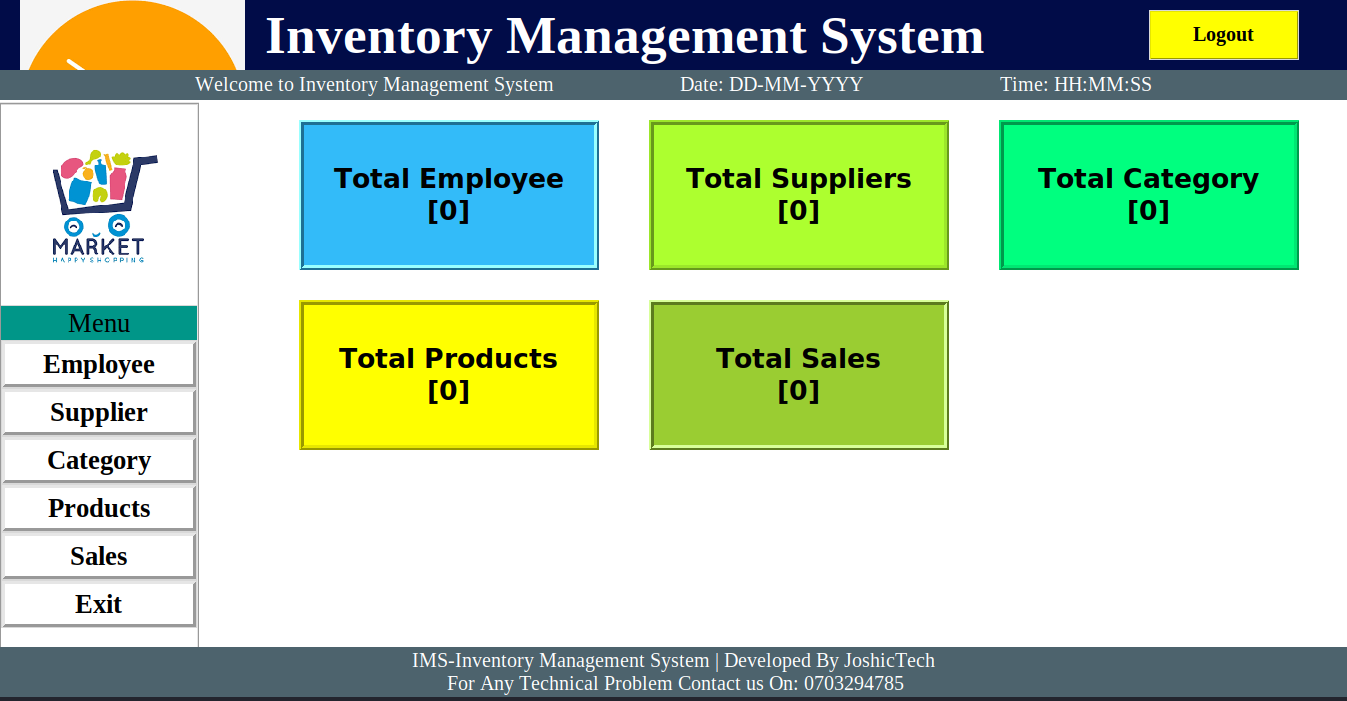 Inventory Management System
Logout
Welcome to Inventory Management System Date: DD-MM-YYYY Time: HH:MM:SS
MARKET
HAPPY SHOPPING
Menu
Employee
Supplier
Category
Products
Sales
Exit
Total Employee
[0]
Total Suppliers
[0]
Total Category
[0]
Total Products
[0]
Total Sales
[0]
IMS-Inventory Management System | Developed By JoshicTech
For Any Technical Problem Contact us On: 0703294785